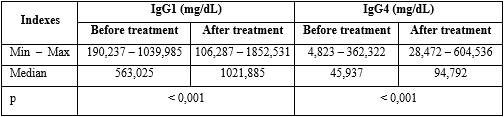 Indexes IgG1 (mg/dL) IgG4 (mg/dL)
Before treatment After treatment Before treatment After treatment
Min – Max 190,237 – 1039,985 106,287 – 1852,531 4,823 – 362,322 28,472 – 604,536
Median 563,025 1021,885 45,937 94,792
p < 0,001 < 0,001